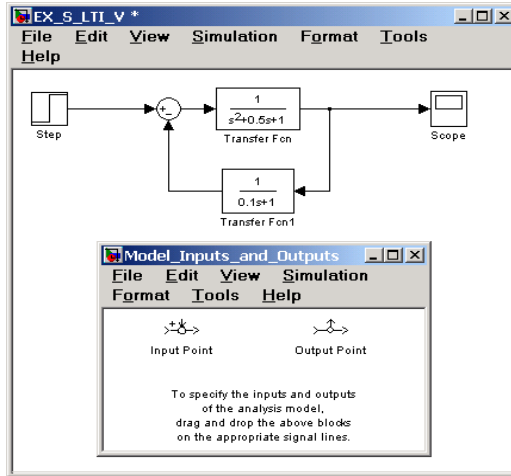 EX_S_LTI_V *
File Edit View Simulation Format Tools
Help
+
-
1
s²+0.5s+1
Step
Transfer Fcn
Scope
1
0.1s+1
Transfer Fcn1
Model_Inputs_and_Outputs
File Edit View Simulation
Format Tools Help
+
Input Point
Output Point
To specify the inputs and outputs
of the analysis model,
drag and drop the above blocks
on the appropriate signal lines.